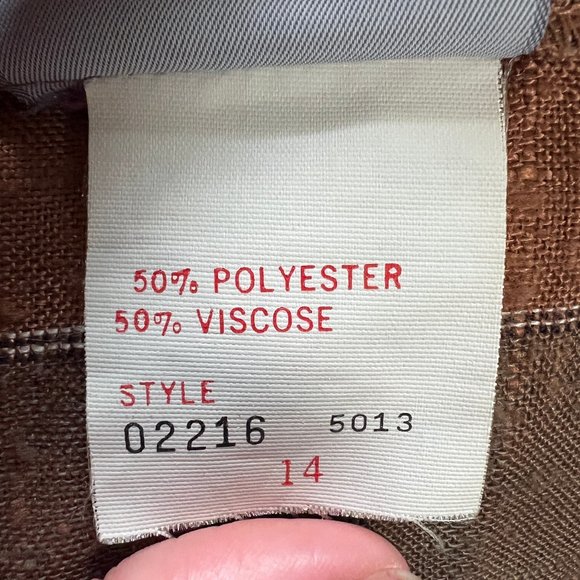 50% POLYESTER
50% VISCOSE
STYLE
02216 5013
14